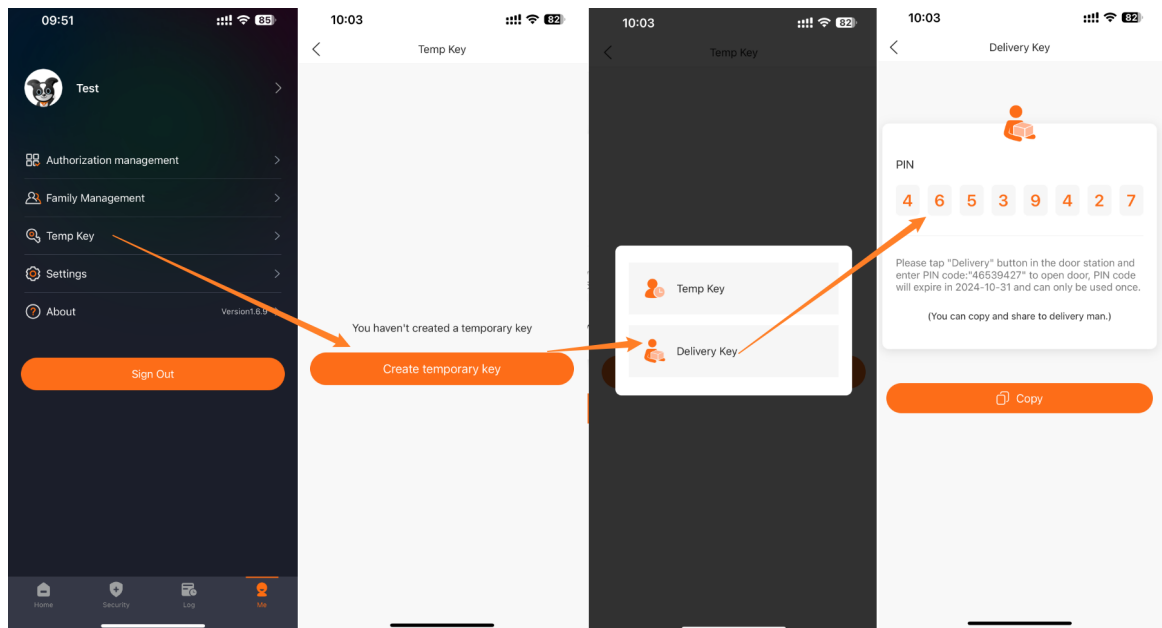 09:51
85
Test
Authorization management
Family Management
Temp Key
Settings
About
Version1.6.9
Sign Out
Home
Security
Log
Me
10:03
82
Temp Key
You haven't created a temporary key
Create temporary key
10:03
82
Temp Key
Temp Key
Delivery Key
10:03
82
Delivery Key
PIN
4 6 5 3 9 4 2 7
Please tap "Delivery" button in the door station and
enter PIN code:"46539427" to open door, PIN code
will expire in 2024-10-31 and can only be used once.
(You can copy and share to delivery man.)
Copy